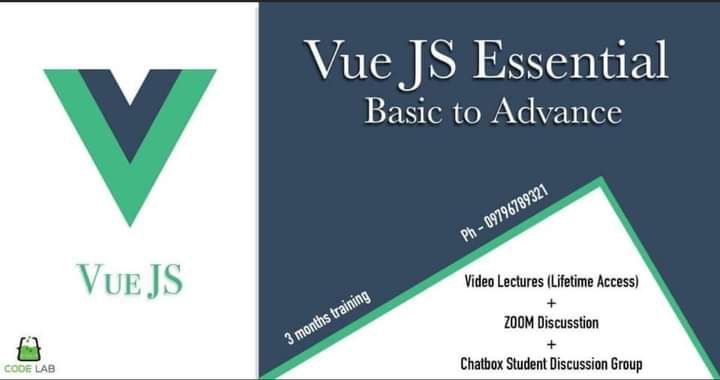 Vue JS
CODE LAB
Vue JS Essential
Basic to Advance
Ph - 09796789321
3 months training
Video Lectures (Lifetime Access)
+
ZOOM Discusstion
+
Chatbox Student Discussion Group